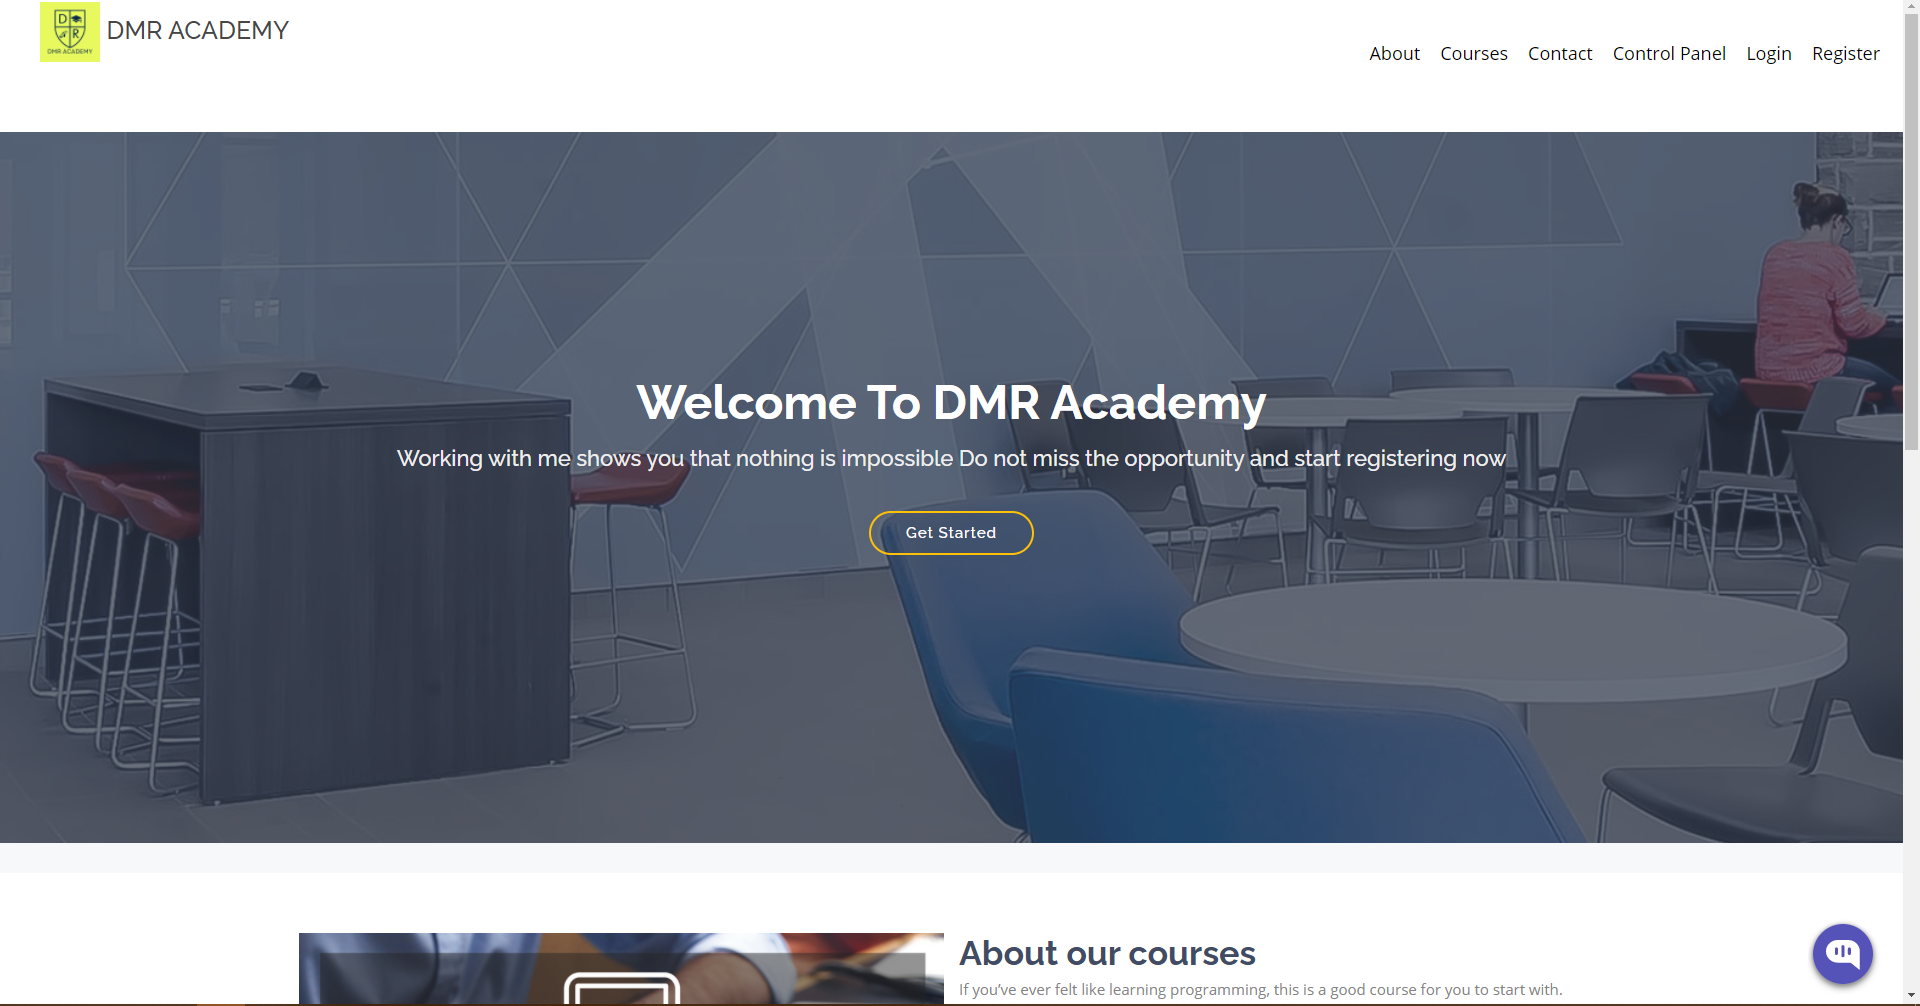 D
R
DMR ACADEMY
DMR ACADEMY
About Courses Contact Control Panel Login Register
Welcome To DMR Academy
Working with me shows you that nothing is impossible Do not miss the opportunity and start registering now
Get Started
About our courses
If you’ve ever felt like learning programming, this is a good course for you to start with.